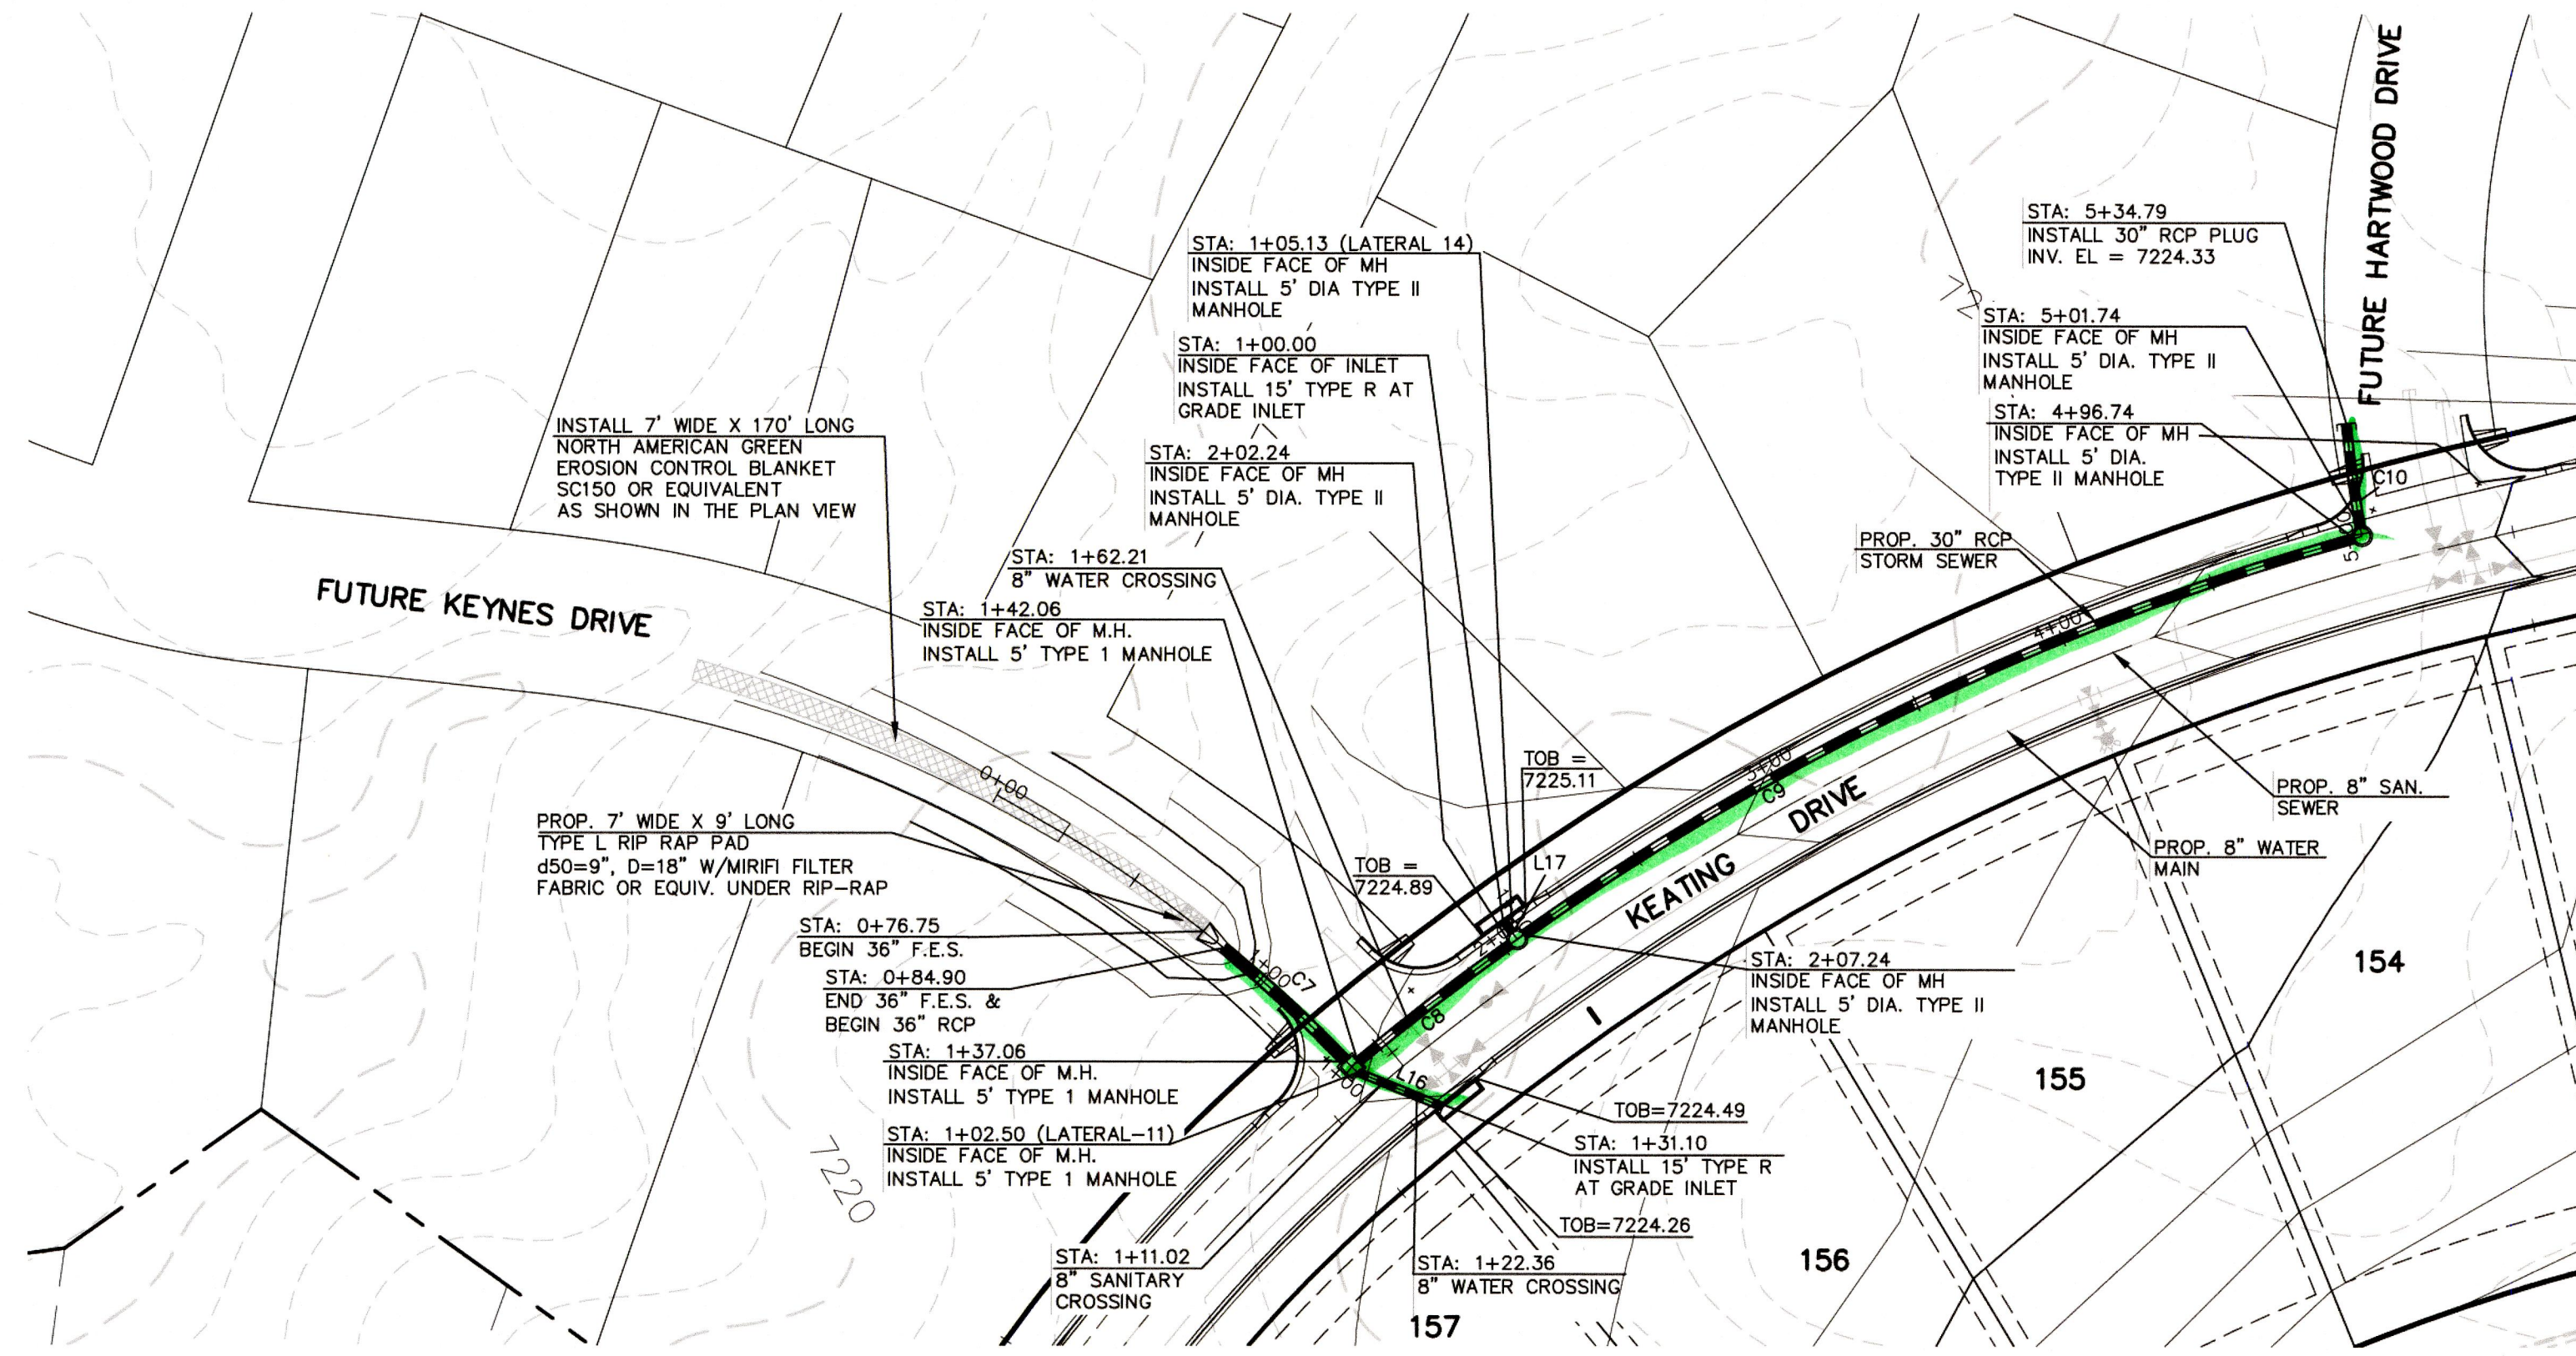 FUTURE HARTWOOD DRIVE
STA: 5+34.79
INSTALL 30" RCP PLUG
INV. EL = 7224.33
STA: 1+05.13 (LATERAL 14)
INSIDE FACE OF MH
INSTALL 5' DIA TYPE II
MANHOLE
STA: 5+01.74
INSIDE FACE OF MH
INSTALL 5' DIA. TYPE II
MANHOLE
STA: 1+00.00
INSIDE FACE OF INLET
INSTALL 15' TYPE R AT
GRADE INLET
STA: 4+96.74
INSIDE FACE OF MH
INSTALL 5' DIA.
TYPE II MANHOLE
C10
INSTALL 7' WIDE X 170' LONG
NORTH AMERICAN GREEN
EROSION CONTROL BLANKET
SC150 OR EQUIVALENT
AS SHOWN IN THE PLAN VIEW
STA: 2+02.24
INSIDE FACE OF MH
INSTALL 5' DIA. TYPE II
MANHOLE
PROP. 30" RCP
STORM SEWER
STA: 1+62.21
8" WATER CROSSING
FUTURE KEYNES DRIVE
STA: 1+42.06
INSIDE FACE OF M.H.
INSTALL 5' TYPE 1 MANHOLE
4+00
0+00
TOB =
7225.11
3+00
C9
KEATING DRIVE
PROP. 8" SAN.
SEWER
PROP. 8" WATER
MAIN
PROP. 7' WIDE X 9' LONG
TYPE L RIP RAP PAD
d50=9", D=18" W/MIRIFI FILTER
FABRIC OR EQUIV. UNDER RIP-RAP
TOB =
7224.89
L17
STA: 0+76.75
BEGIN 36" F.E.S.
STA: 0+84.90
END 36" F.E.S. &
BEGIN 36" RCP
1+00
C7
C8
STA: 2+07.24
INSIDE FACE OF MH
INSTALL 5' DIA. TYPE II
MANHOLE
154
STA: 1+37.06
INSIDE FACE OF M.H.
INSTALL 5' TYPE 1 MANHOLE
1+00
L16
155
TOB=7224.49
STA: 1+02.50 (LATERAL-11)
INSIDE FACE OF M.H.
INSTALL 5' TYPE 1 MANHOLE
STA: 1+31.10
INSTALL 15' TYPE R
AT GRADE INLET
7220
TOB=7224.26
STA: 1+11.02
8" SANITARY
CROSSING
STA: 1+22.36
8" WATER CROSSING
156
157